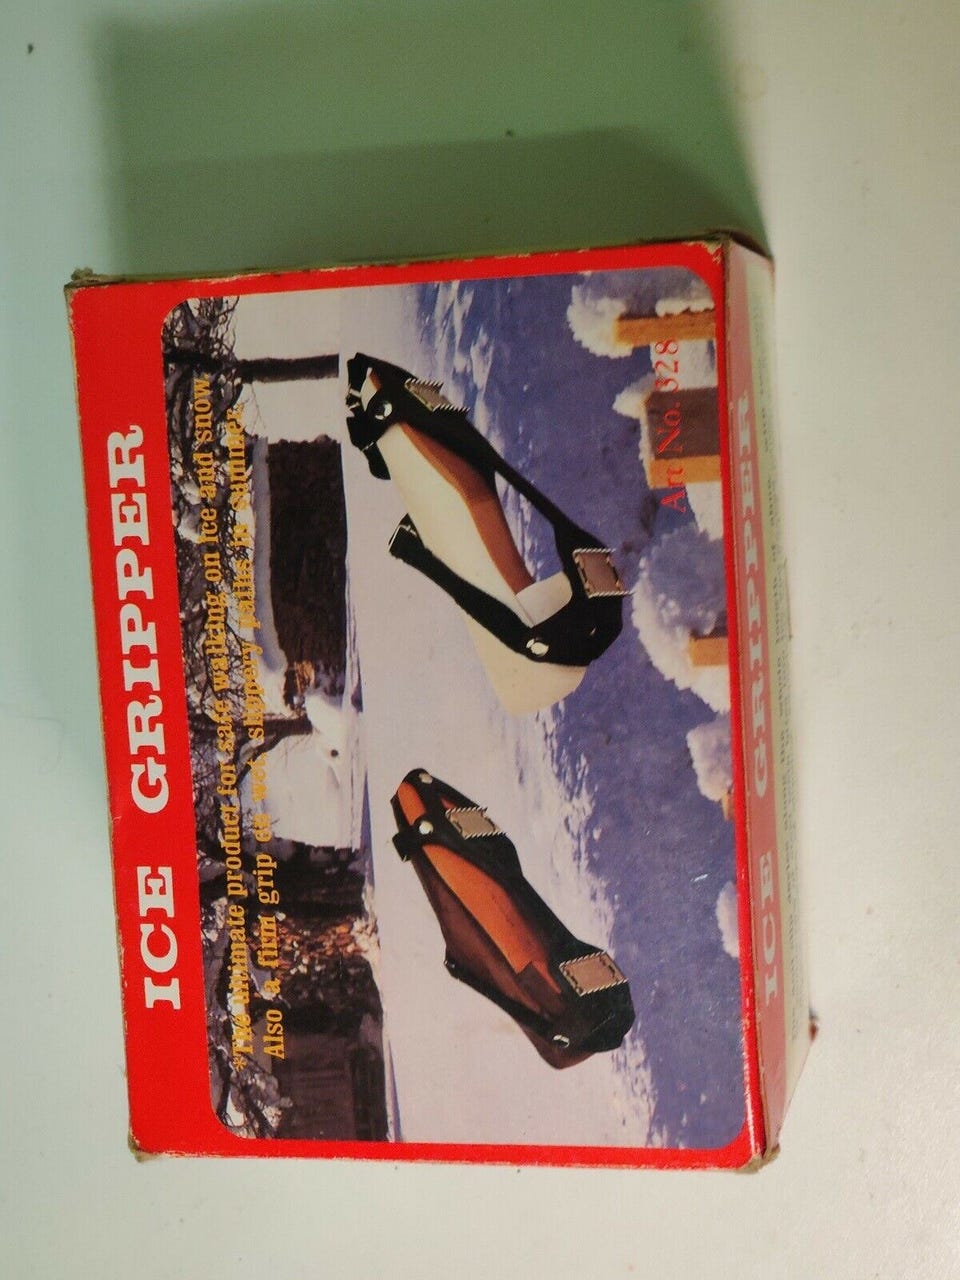 ICE GRIPPER
*The ultimate product for safe walking on ice and snow.
Also a firm grip on wet, slippery paths in summer.
Art No. 328
ICE GRIPPER